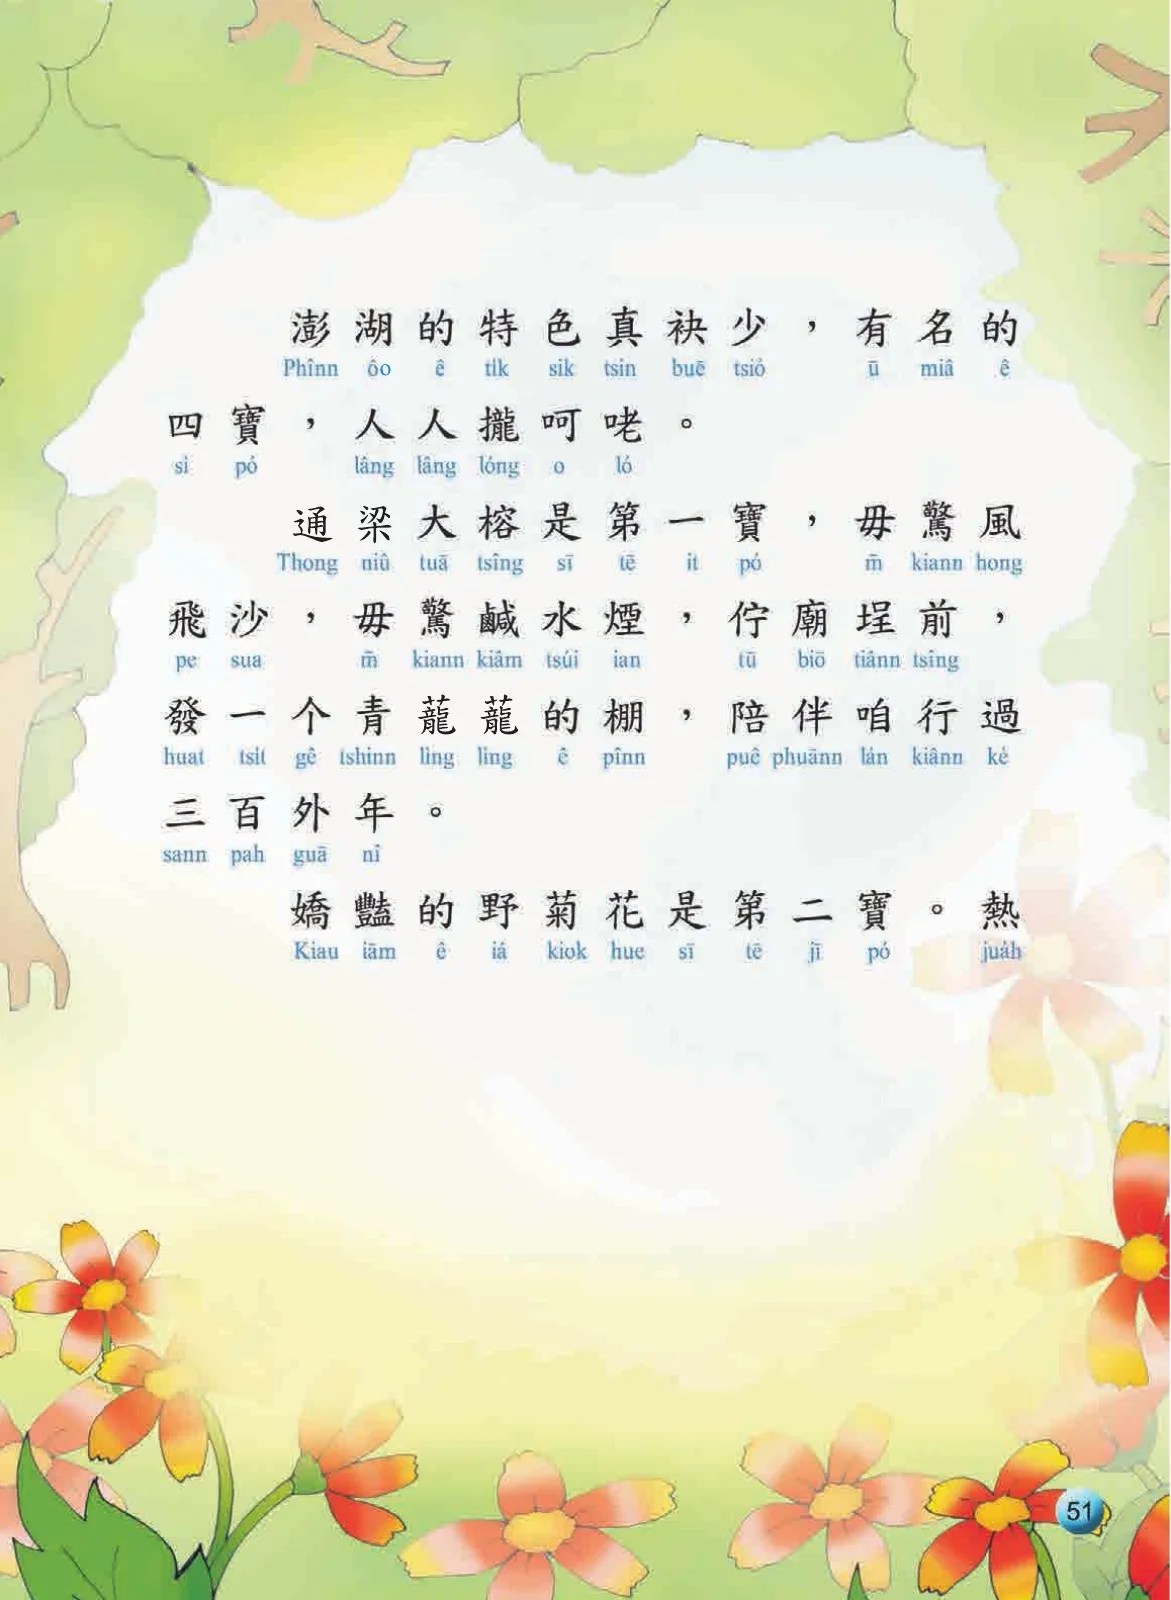 澎湖的特色真袂少，有名的
Phînn ôo ê ti̍k sik tsin buē tsió ū miâ ê
四寶，人人攏呵咾。
sì pó lâng lâng lóng o ló
通梁大榕是第一寶，毋驚風
Thong niû tuā tsîng sī tē it pó m̄ kiann hong
飛沙，毋驚鹹水煙，佇廟埕前，
pe sua m̄ kiann kiâm tsúi ian tū biō tiânn tsîng
發一个青蘢蘢的棚，陪伴咱行過
huat tsi̍t gê tshinn lìng lìng ê pînn puê phuānn lán kiânn kè
三百外年。
sann pah guā nî
嬌豔的野菊花是第二寶。熱
Kiau iām ê iá kiok hue sī tē jī pó jua̍h
51